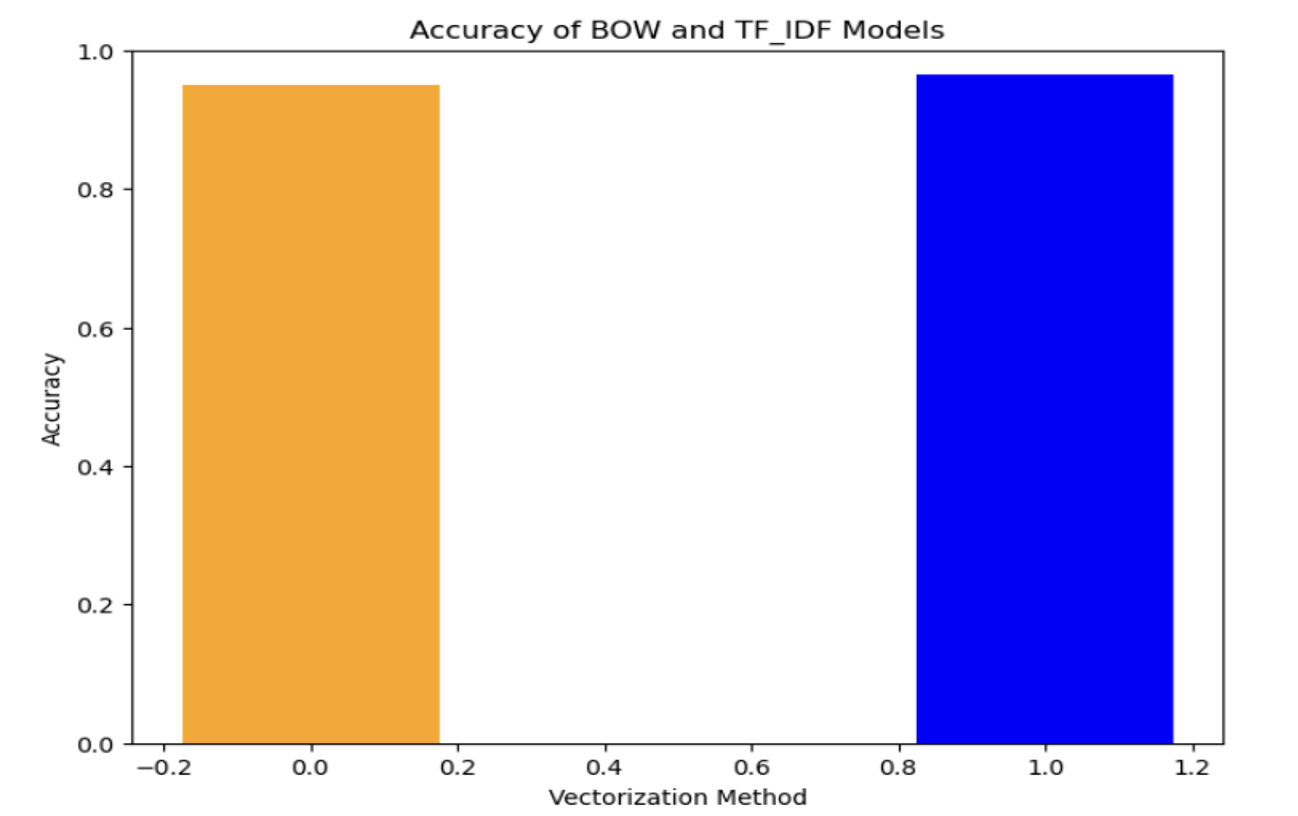 Accuracy of BOW and TF_IDF Models
1.0
0.8
0.6
0.4
0.2
0.0
Accuracy
−0.2 0.0 0.2 0.4 0.6 0.8 1.0 1.2
Vectorization Method